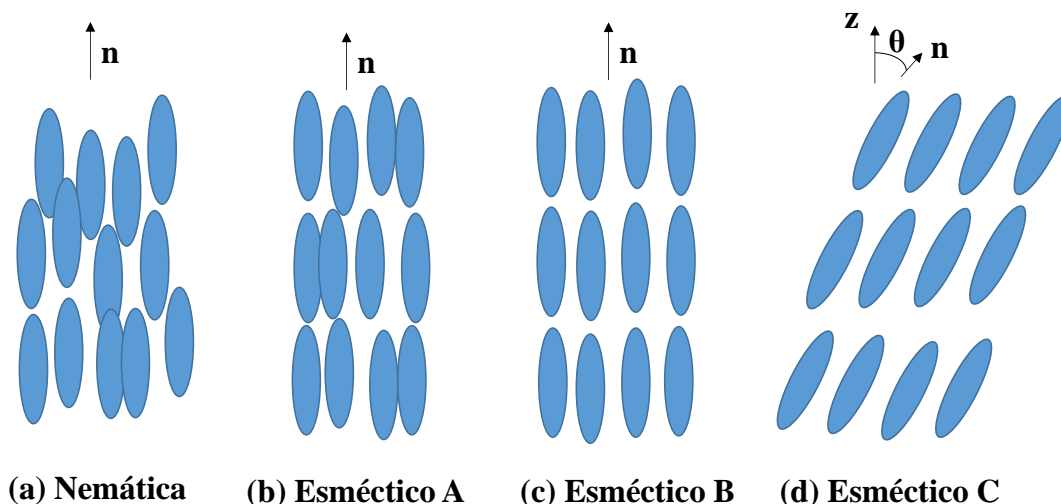 n
n
n
z
θ
n
(a) Nemática
(b) Esméctico A
(c) Esméctico B
(d) Esméctico C